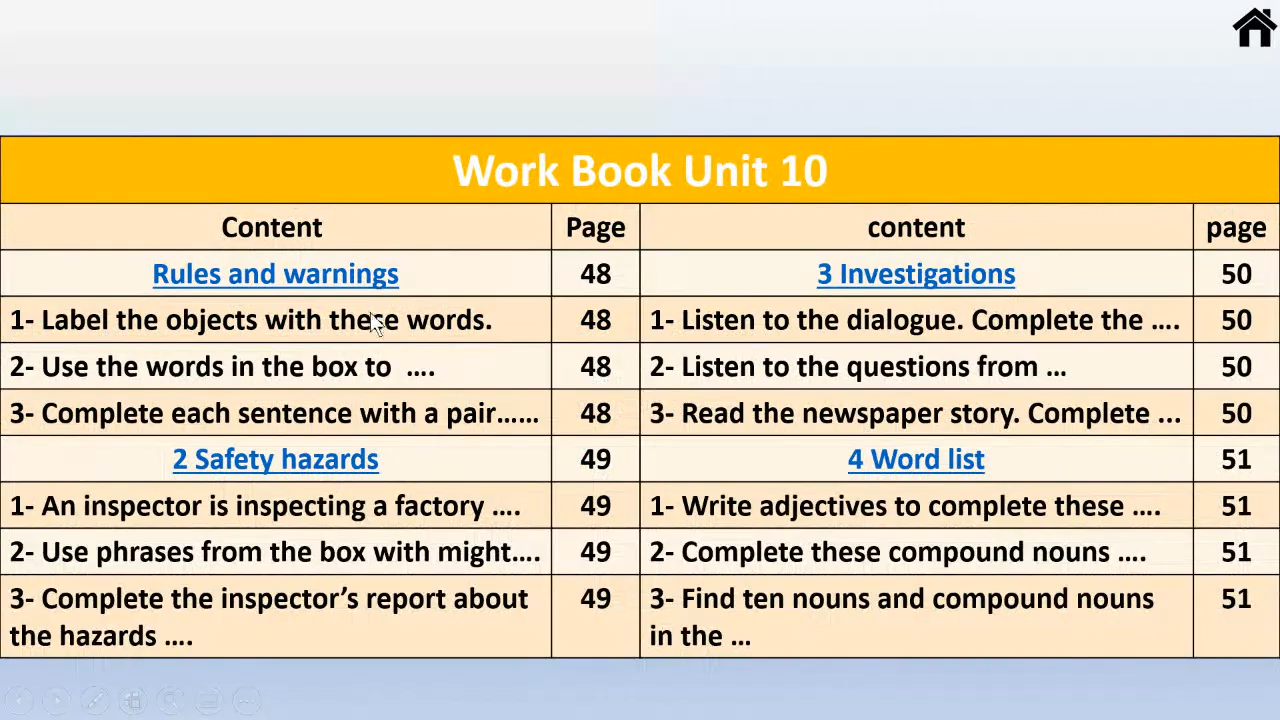 Work Book Unit 10
Content Page content page
Rules and warnings 48 3 Investigations 50
1- Label the objects with these words. 48 1- Listen to the dialogue. Complete the .... 50
2- Use the words in the box to .... 48 2- Listen to the questions from ... 50
3- Complete each sentence with a pair...... 48 3- Read the newspaper story. Complete ... 50
2 Safety hazards 49 4 Word list 51
1- An inspector is inspecting a factory .... 49 1- Write adjectives to complete these .... 51
2- Use phrases from the box with might.... 49 2- Complete these compound nouns .... 51
3- Complete the inspector’s report about 49 3- Find ten nouns and compound nouns 51
the hazards .... in the ...